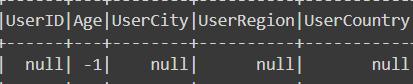 |UserID|Age|UserCity|UserRegion|UserCountry
+------+---+--------+----------+-----------
| null| -1| null| null| null